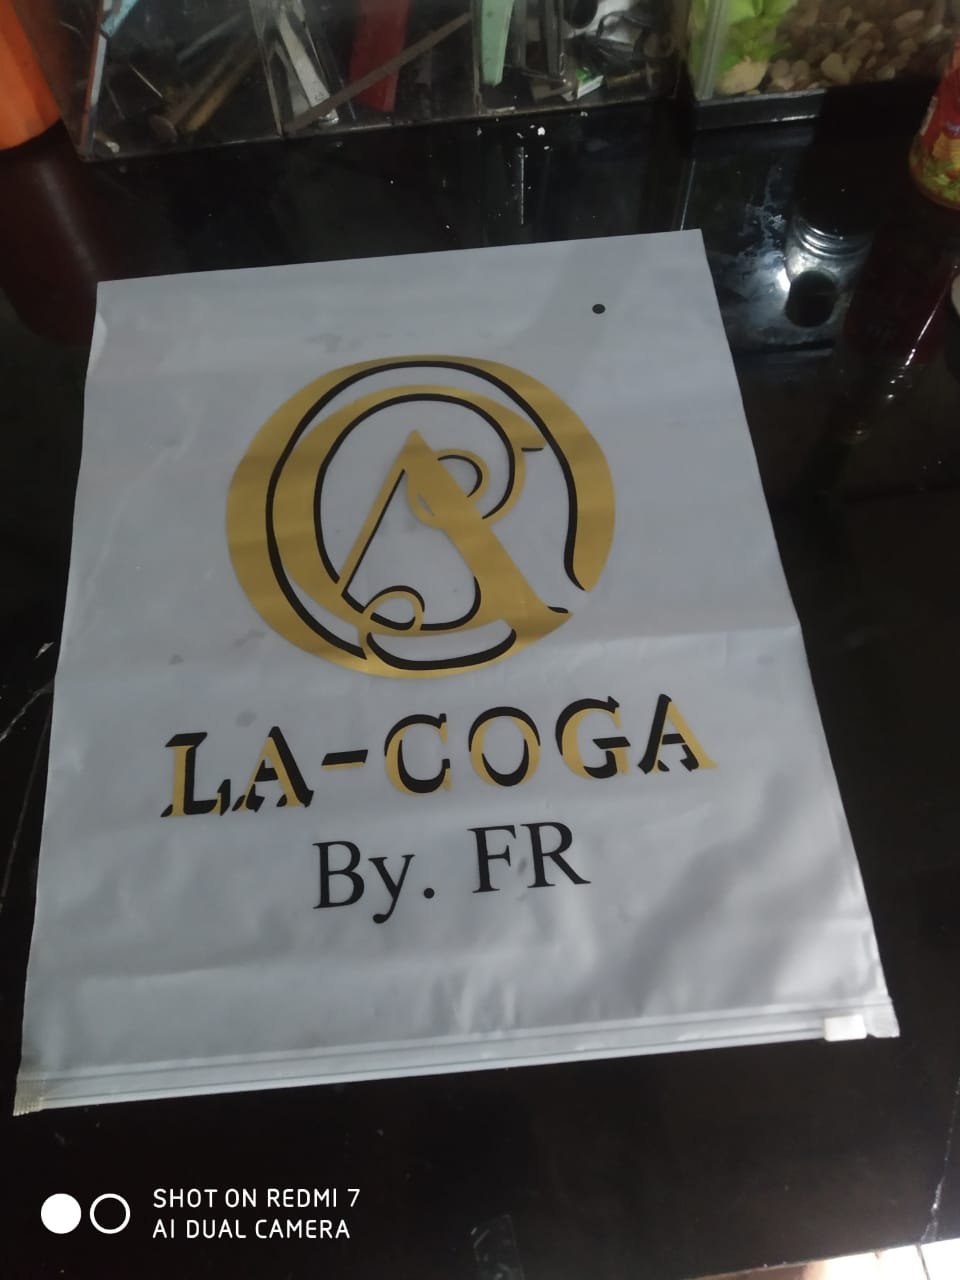 LA-COGA
By. FR
SHOT ON REDMI 7
AI DUAL CAMERA